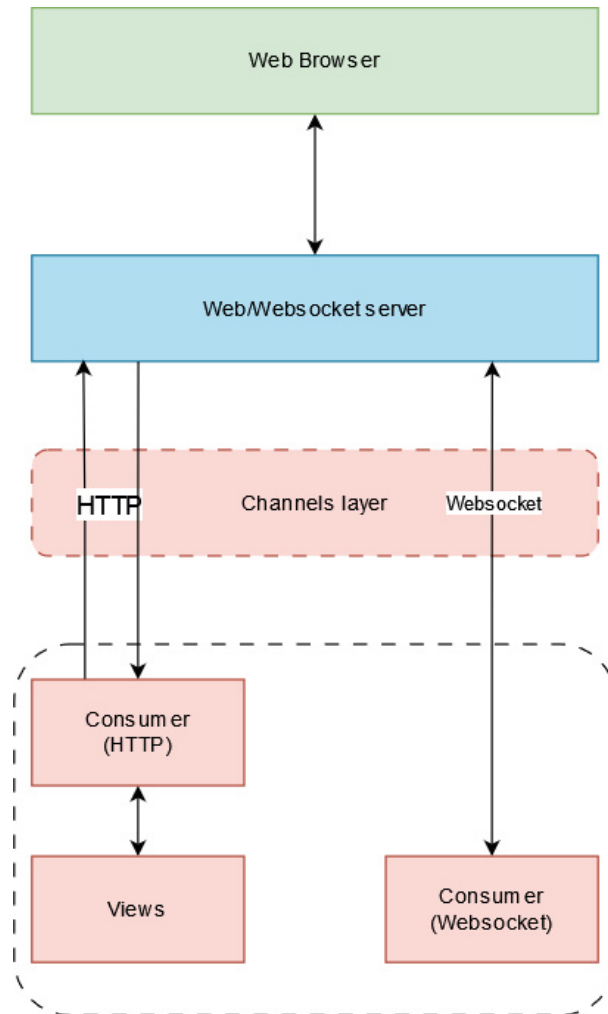 Web Browser
Web/Websocket server
HTTP
Channels layer
Websocket
Consumer
(HTTP)
Views
Consumer
(Websocket)